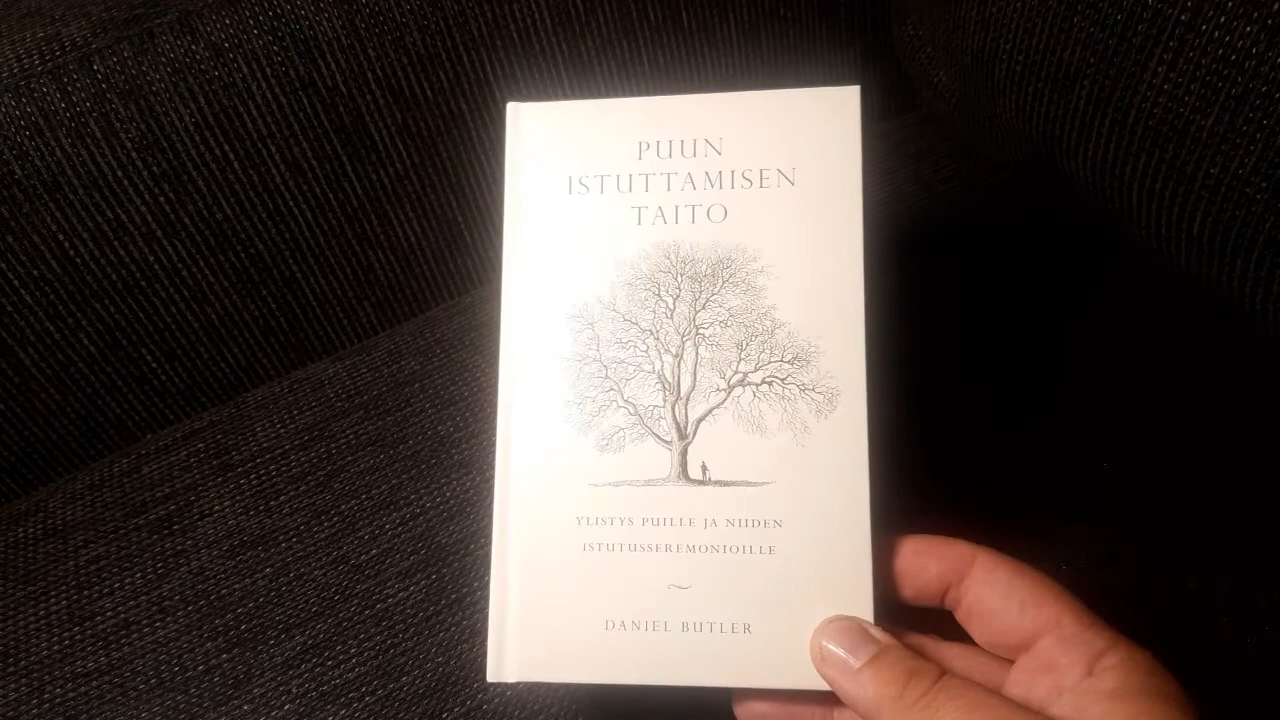 PUUN
ISTUTTAMISEN
TAITO
YLISTYS PUILLE JA NIIDEN
ISTUTUSSEREMONIOILLE
DANIEL BUTLER